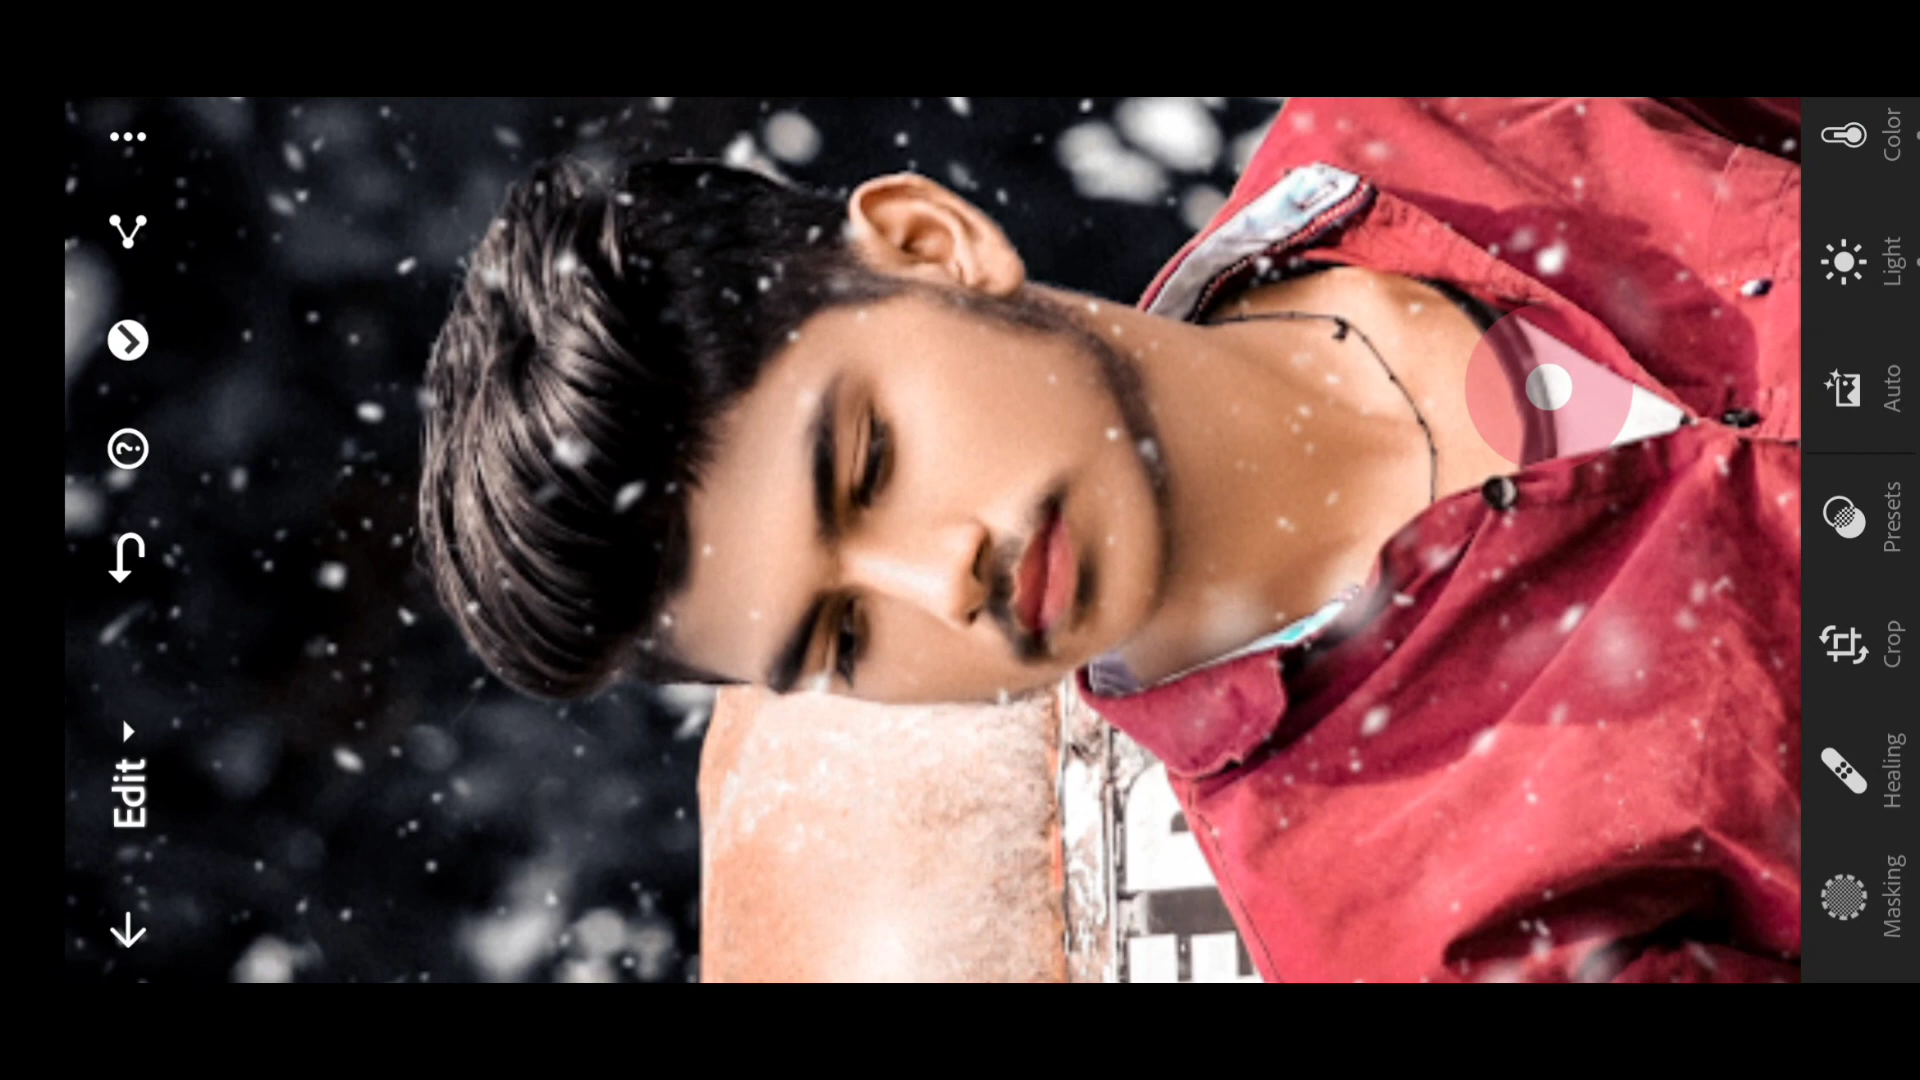 Edit
Masking
Healing
Crop
Presets
Auto
Light
Color